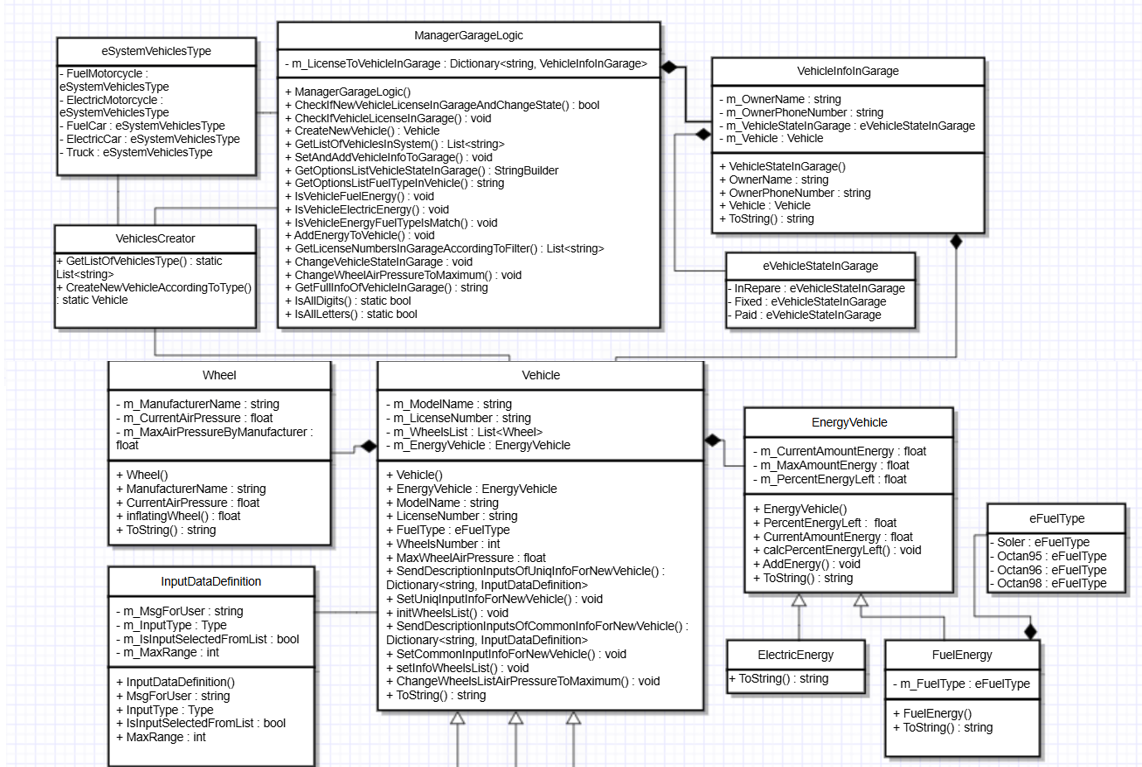 eSystemVehiclesType
- FuelMotorcycle :
eSystemVehiclesType
- ElectricMotorcycle :
eSystemVehiclesType
- FuelCar : eSystemVehiclesType
- ElectricCar : eSystemVehiclesType
- Truck : eSystemVehiclesType
ManagerGarageLogic
- m_LicenseToVehicleInGarage : Dictionary<string, VehicleInfoInGarage>
+ ManagerGarageLogic()
+ CheckIfNewVehicleLicenseInGarageAndChangeState() : bool
+ CheckIfVehicleLicenseInGarage() : void
+ CreateNewVehicle() : Vehicle
+ GetListOfVehiclesInSystem() : List<string>
+ SetAndAddVehicleInfoToGarage() : void
+ GetOptionsListVehicleStateInGarage() : StringBuilder
+ GetOptionsListFuelTypeInVehicle() : string
+ IsVehicleFuelEnergy() : void
+ IsVehicleElectricEnergy() : void
+ IsVehicleEnergyFuelTypeIsMatch() : void
+ AddEnergyToVehicle() : void
+ GetLicenseNumbersInGarageAccordingToFilter() : List<string>
+ ChangeVehicleStateInGarage : void
+ ChangeWheelAirPressureToMaximum() : void
+ GetFullInfoOfVehicleInGarage() : string
+ IsAllDigits() : static bool
+ IsAllLetters() : static bool
VehicleInfoInGarage
- m_OwnerName : string
- m_OwnerPhoneNumber : string
- m_VehicleStateInGarage : eVehicleStateInGarage
- m_Vehicle : Vehicle
+ VehicleStateInGarage()
+ OwnerName : string
+ OwnerPhoneNumber : string
+ Vehicle : Vehicle
+ ToString() : string
VehiclesCreator
+ GetListOfVehiclesType() : static
List<string>
+ CreateNewVehicleAccordingToType()
: static Vehicle
eVehicleStateInGarage
- InRepare : eVehicleStateInGarage
- Fixed : eVehicleStateInGarage
- Paid : eVehicleStateInGarage
Wheel
- m_ManufacturerName : string
- m_CurrentAirPressure : float
- m_MaxAirPressureByManufacturer :
float
+ Wheel()
+ ManufacturerName : string
+ CurrentAirPressure : float
+ inflatingWheel() : float
+ ToString() : string
Vehicle
- m_ModelName : string
- m_LicenseNumber : string
- m_WheelsList : List<Wheel>
- m_EnergyVehicle : EnergyVehicle
+ Vehicle()
+ EnergyVehicle : EnergyVehicle
+ ModelName : string
+ LicenseNumber : string
+ FuelType : eFuelType
+ WheelsNumber : int
+ MaxWheelAirPressure : float
+ SendDescriptionInputsOfUniqInfoForNewVehicle() :
Dictionary<string, InputDataDefinition>
+ SetUniqInputInfoForNewVehicle() : void
+ initWheelsList() : void
+ SendDescriptionInputsOfCommonInfoForNewVehicle() :
Dictionary<string, InputDataDefinition>
+ SetCommonInputInfoForNewVehicle() : void
+ setInfoWheelsList() : void
+ ChangeWheelsListAirPressureToMaximum() : void
+ ToString() : string
EnergyVehicle
- m_CurrentAmountEnergy : float
- m_MaxAmountEnergy : float
- m_PercentEnergyLeft : float
+ EnergyVehicle()
+ PercentEnergyLeft : float
+ CurrentAmountEnergy : float
+ calcPercentEnergyLeft() : void
+ AddEnergy() : void
+ ToString() : string
eFuelType
- Soler : eFuelType
- Octan95 : eFuelType
- Octan96 : eFuelType
- Octan98 : eFuelType
InputDataDefinition
- m_MsgForUser : string
- m_InputType : Type
- m_IsInputSelectedFromList : bool
- m_MaxRange : int
+ InputDataDefinition()
+ MsgForUser : string
+ InputType : Type
+ IsInputSelectedFromList : bool
+ MaxRange : int
ElectricEnergy
+ ToString() : string
FuelEnergy
- m_FuelType : eFuelType
+ FuelEnergy()
+ ToString() : string